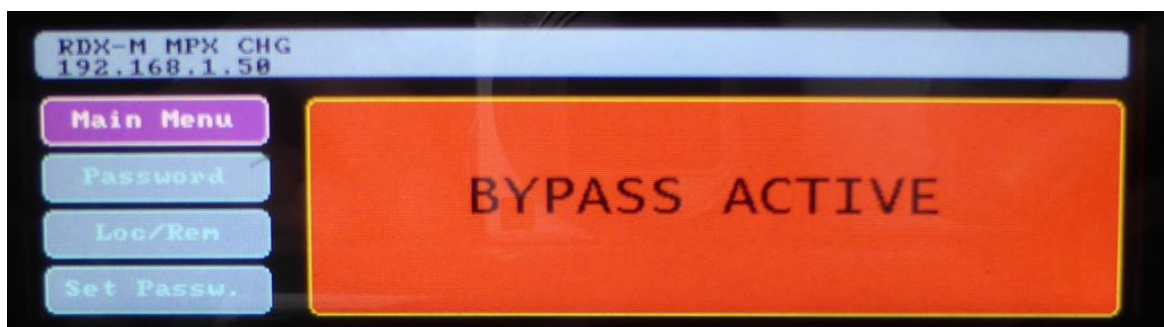 RDX-M MPX CHG
192.168.1.50
Main Menu
Password
Loc/Rem
Set Passw.
BYPASS ACTIVE